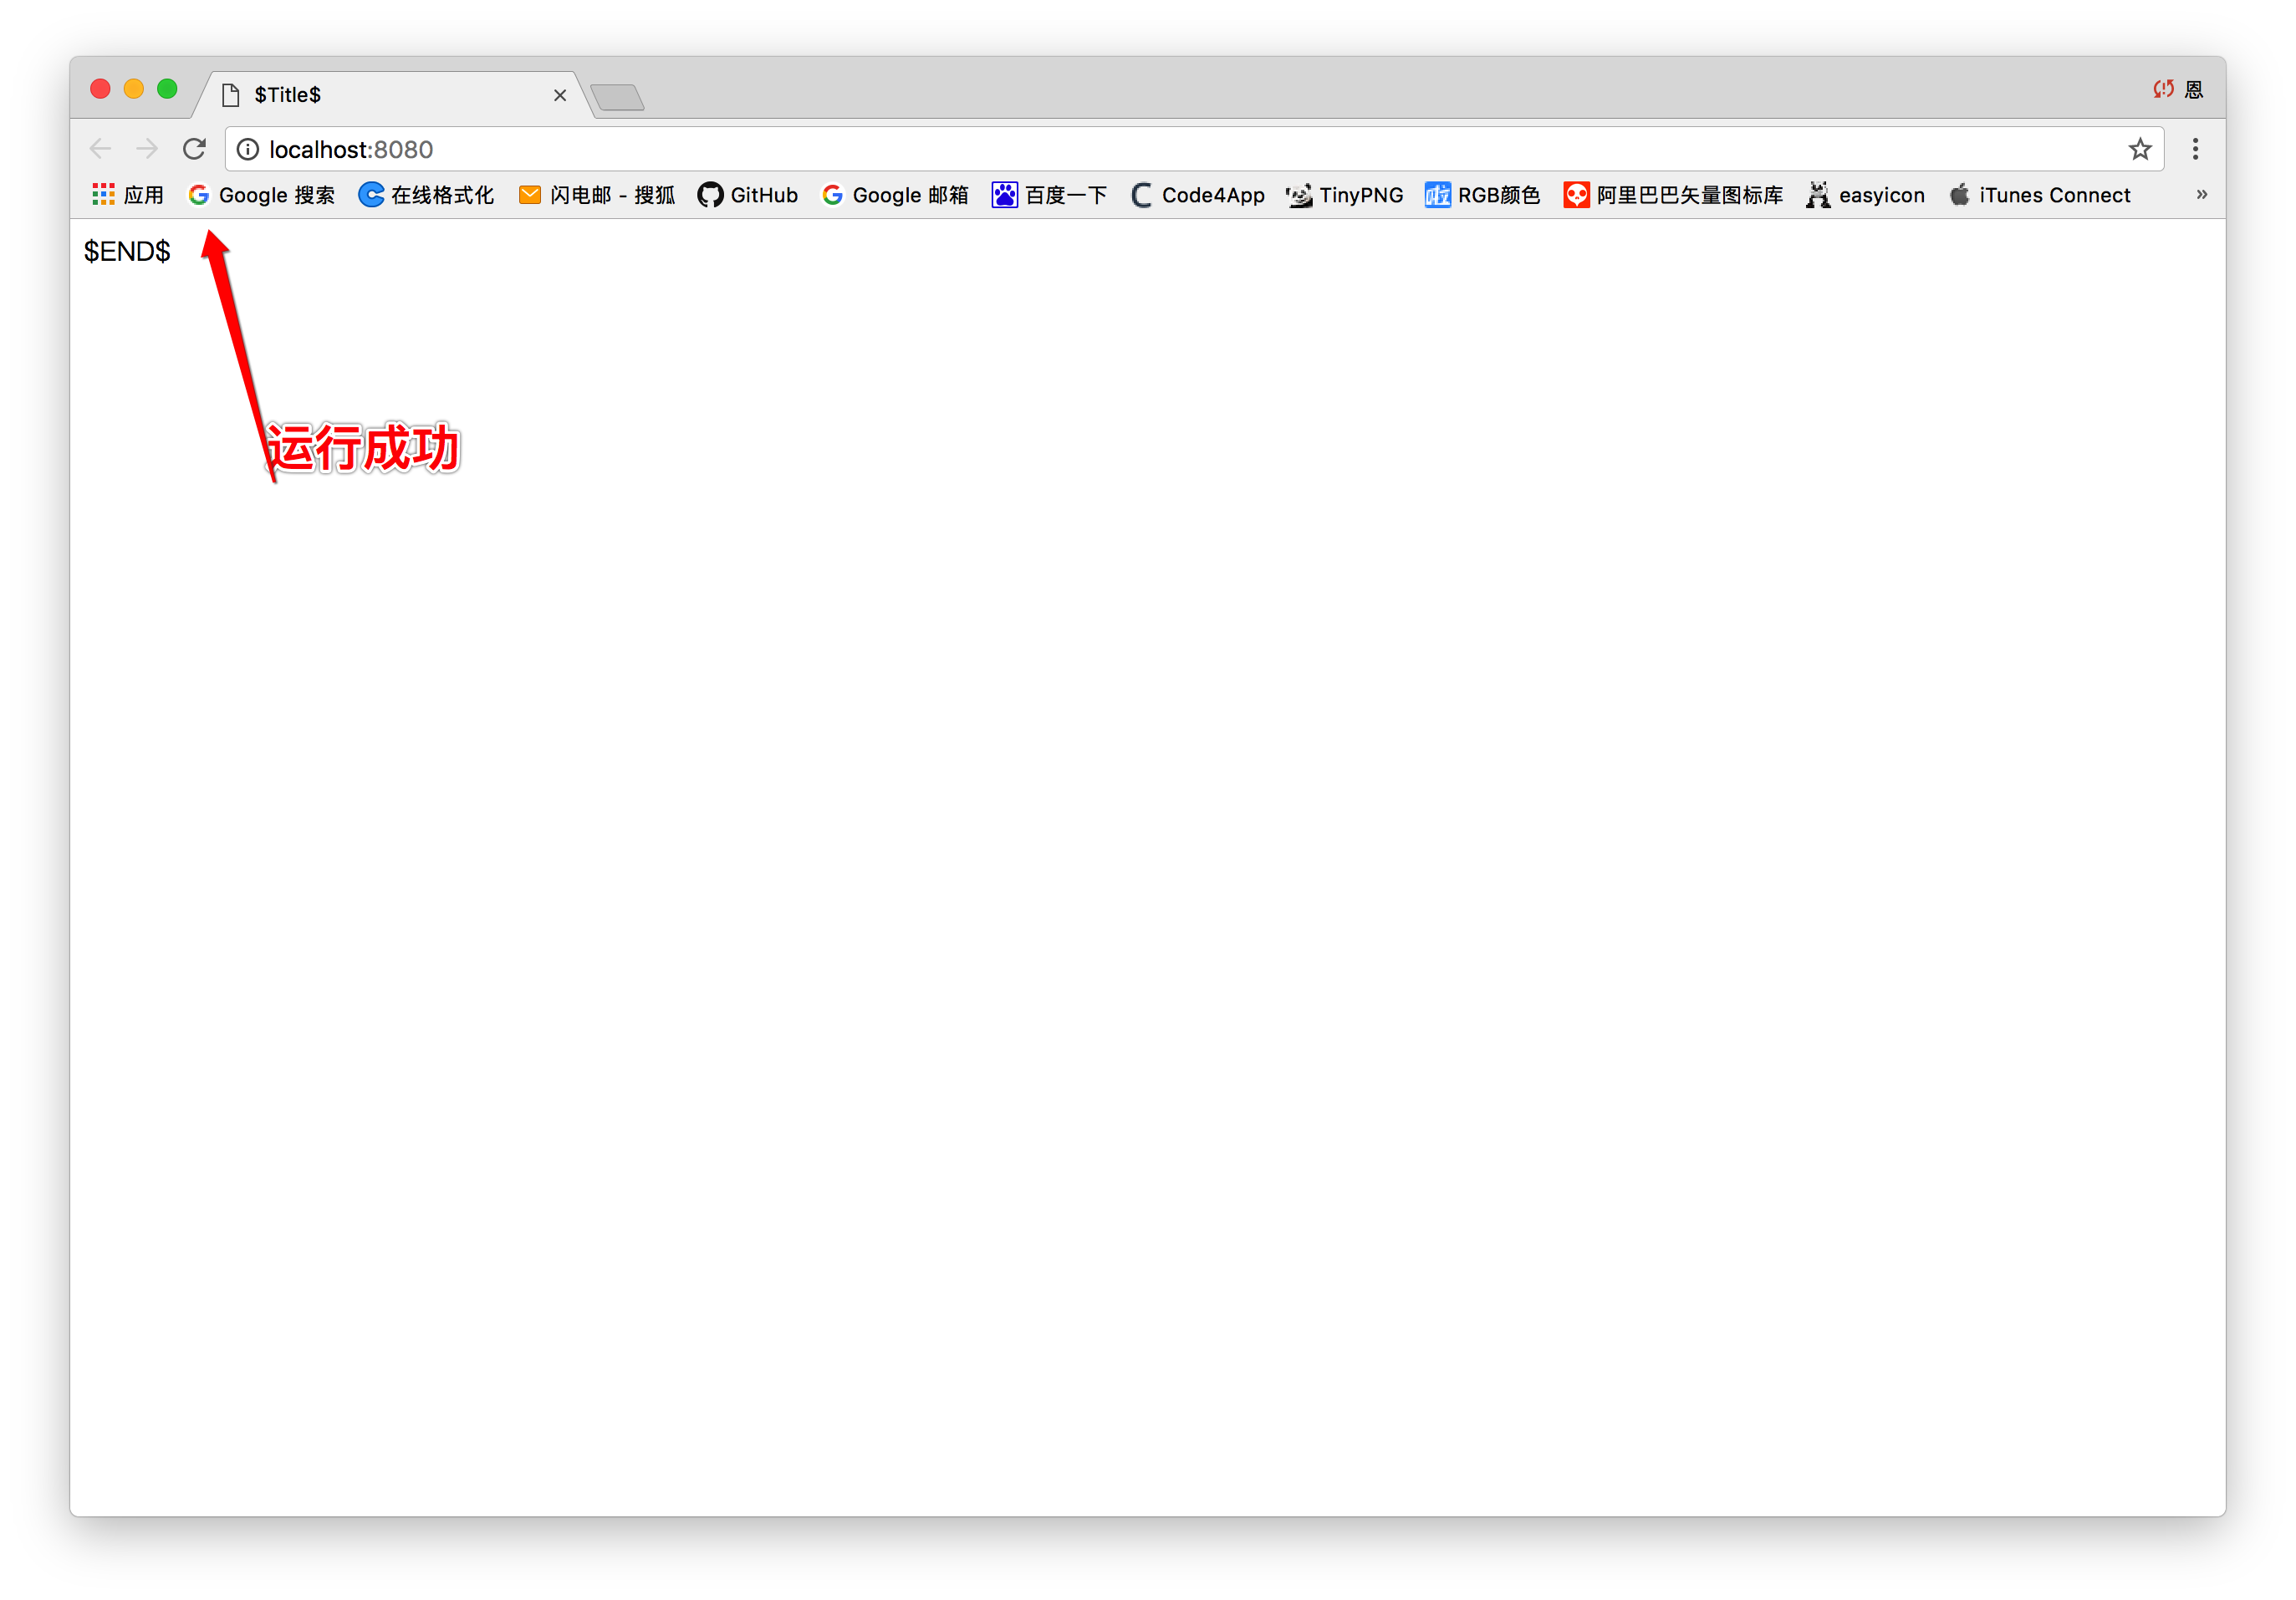 $Title$
恩
localhost:8080
应用 Google 搜索 在线格式化 闪电邮 - 搜狐 GitHub Google 邮箱 百度一下 Code4App TinyPNG 啦 RGB颜色 阿里巴巴矢量图标库 easyicon iTunes Connect »
$END$
运行成功